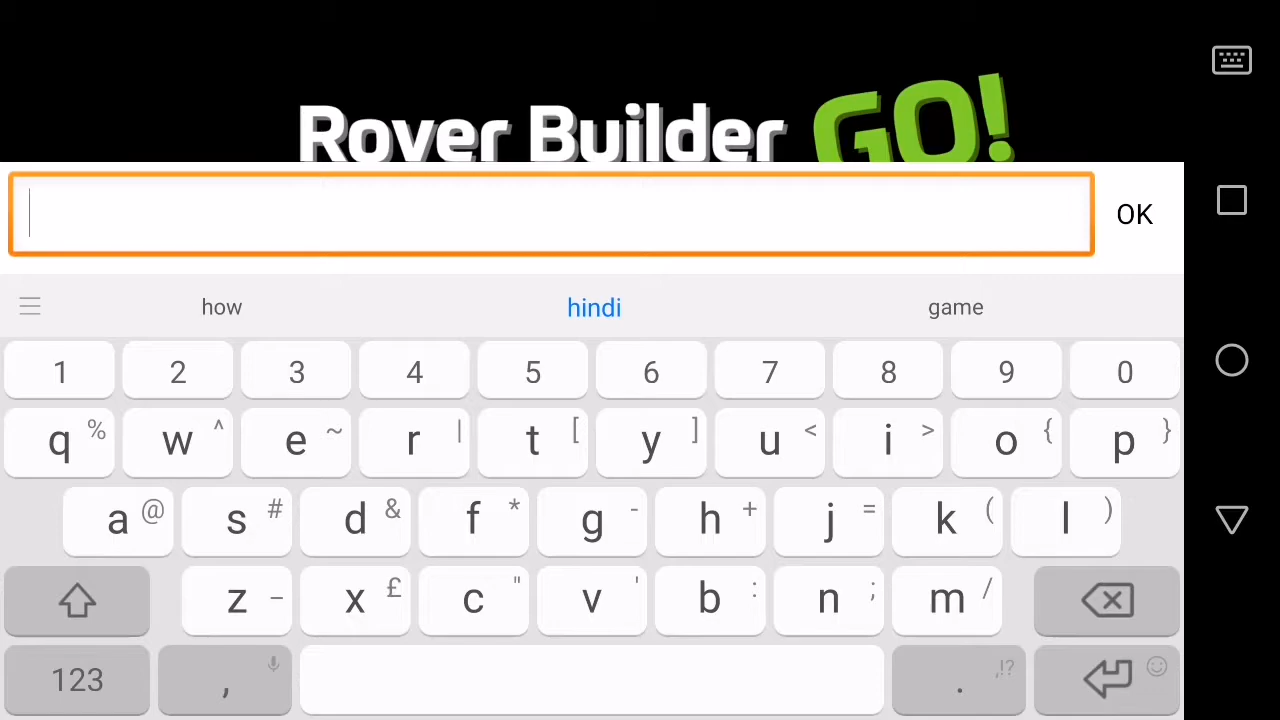 Rover Builder GO!
OK
how hindi game
1 2 3 4 5 6 7 8 9 0
q % w ^ e ~ r | t [ y ] u < i > o { p }
a @ s # d & f * g - h + j = k ( l )
z _ x £ c " v ' b : n ; m /
123 , . ,!?